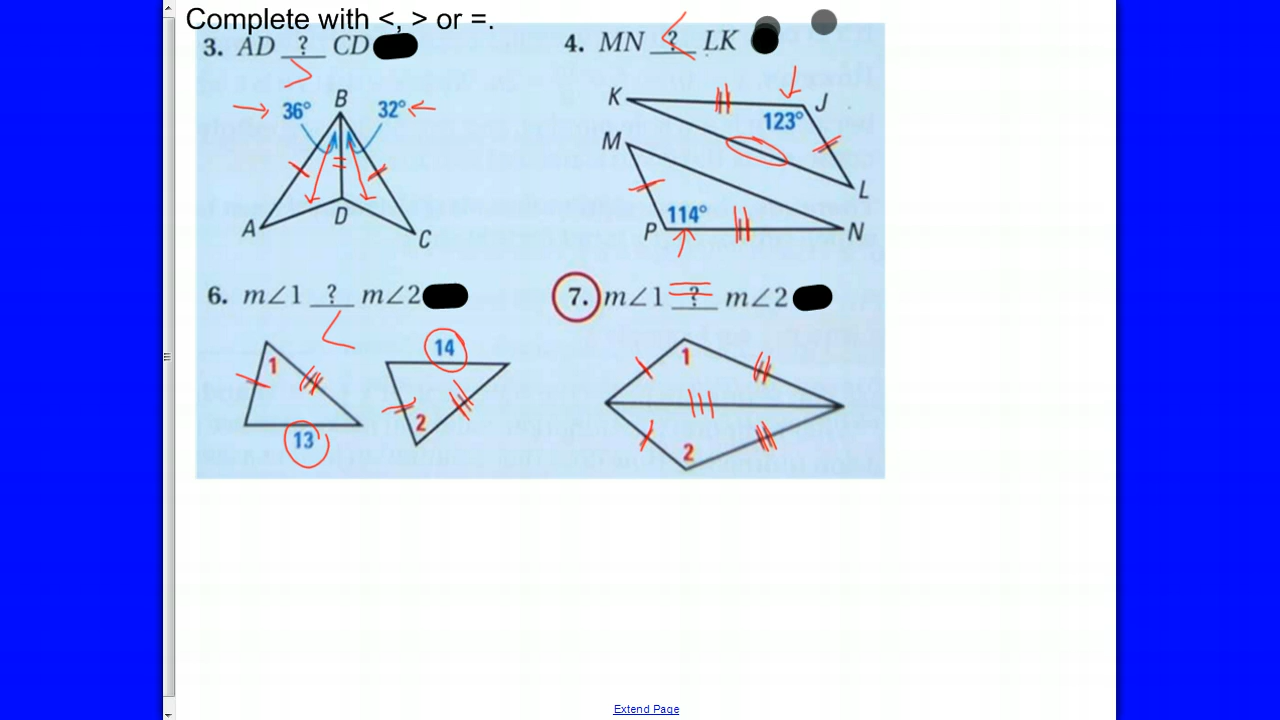 Complete with <, > or =.
3. AD ? CD
>
4. MN ? LK
<
B
36°
32°
A
D
C
K
J
123°
M
L
114°
P
N
6. m∠1 ? m∠2
<
7. m∠1 ? m∠2
=
1
14
2
13
1
2
Extend Page